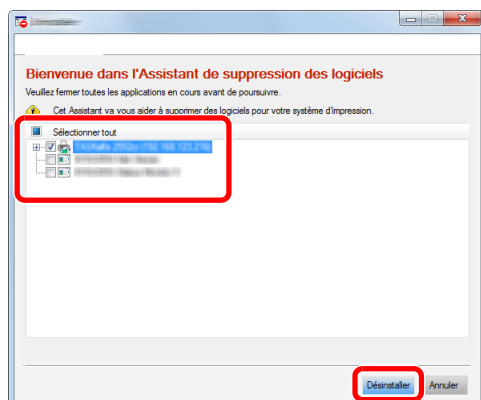 Bienvenue dans l'Assistant de suppression des logiciels
Veuillez fermer toutes les applications en cours avant de poursuivre.
Cet Assistant va vous aider à supprimer des logiciels pour votre système d'impression.
Sélectionner tout
Désinstaller Annuler